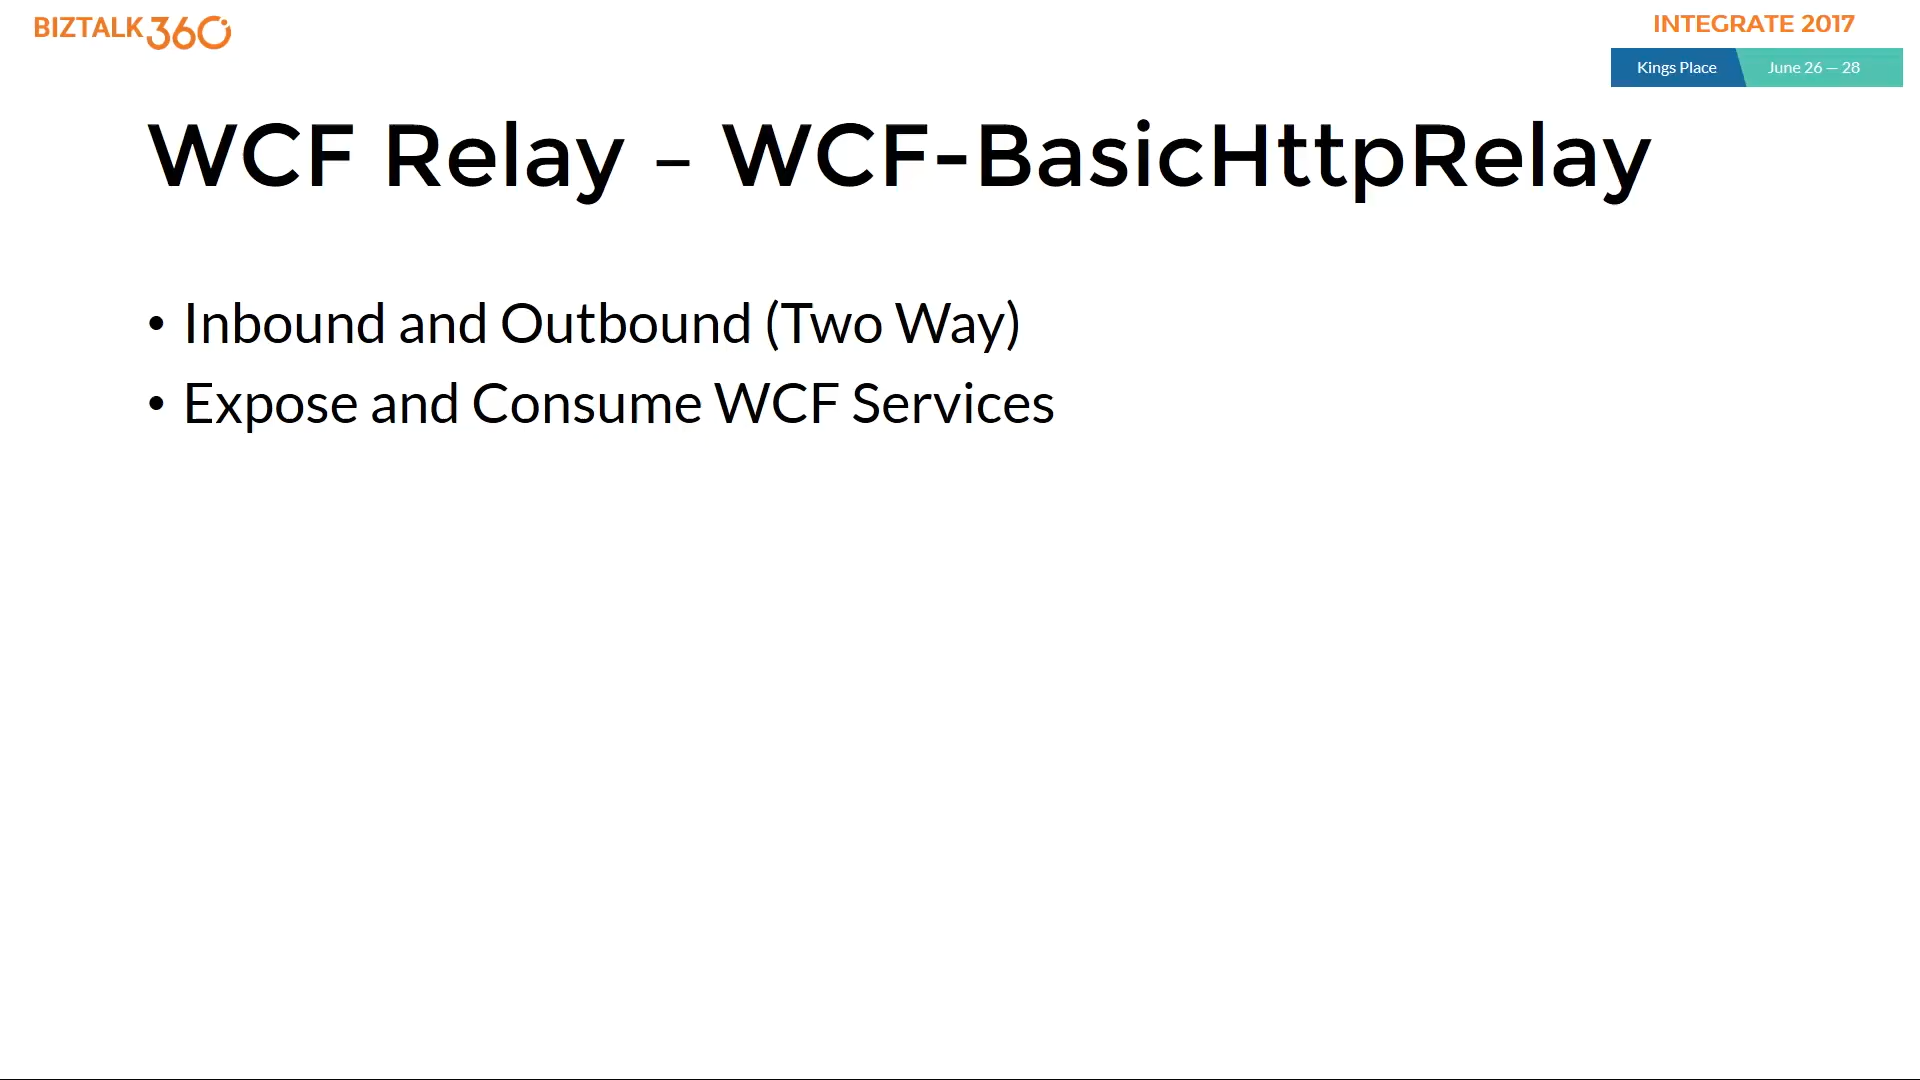 BIZTALK360
INTEGRATE 2017
Kings Place
June 26 – 28
WCF Relay – WCF-BasicHttpRelay
• Inbound and Outbound (Two Way)
• Expose and Consume WCF Services